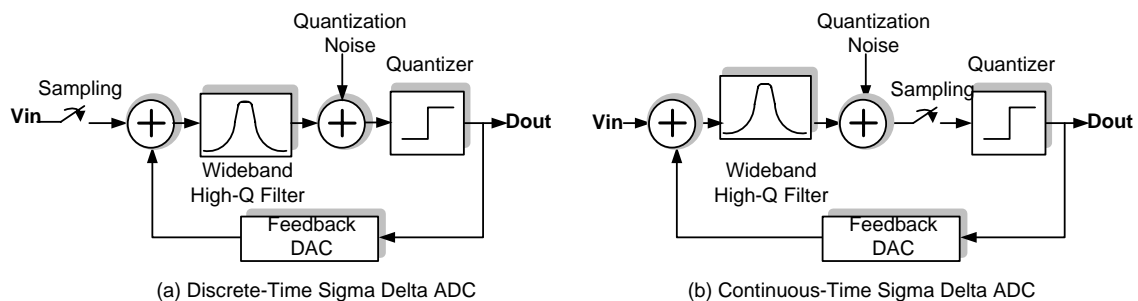 Quantization
Noise
Quantizer
Sampling
Vin
Dout
Wideband
High-Q Filter
Feedback
DAC
(a) Discrete-Time Sigma Delta ADC
Quantization
Noise
Quantizer
Sampling
Vin
Dout
Wideband
High-Q Filter
Feedback
DAC
(b) Continuous-Time Sigma Delta ADC